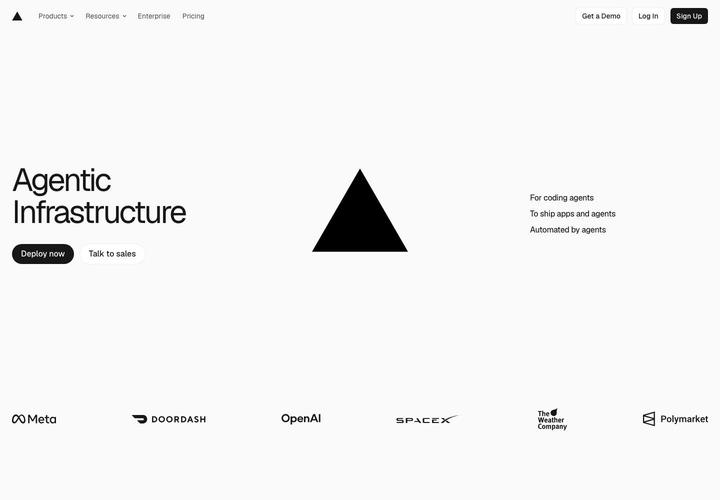 Products
Resources
Enterprise
Pricing
Get a Demo
Log In
Sign Up
Agentic
Infrastructure
Deploy now
Talk to sales
For coding agents
To ship apps and agents
Automated by agents
Meta
DOORDASH
OpenAI
SPACEX
The
Weather
Company
Polymarket